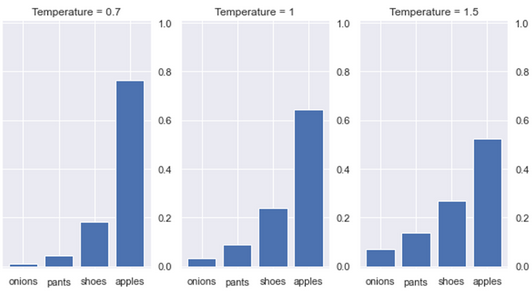 Temperature = 0.7
Temperature = 1
Temperature = 1.5
1.0 1.0 1.0
0.8 0.8 0.8
0.6 0.6 0.6
0.4 0.4 0.4
0.2 0.2 0.2
0.0 0.0 0.0
onions pants shoes apples
onions pants shoes apples
onions pants shoes apples